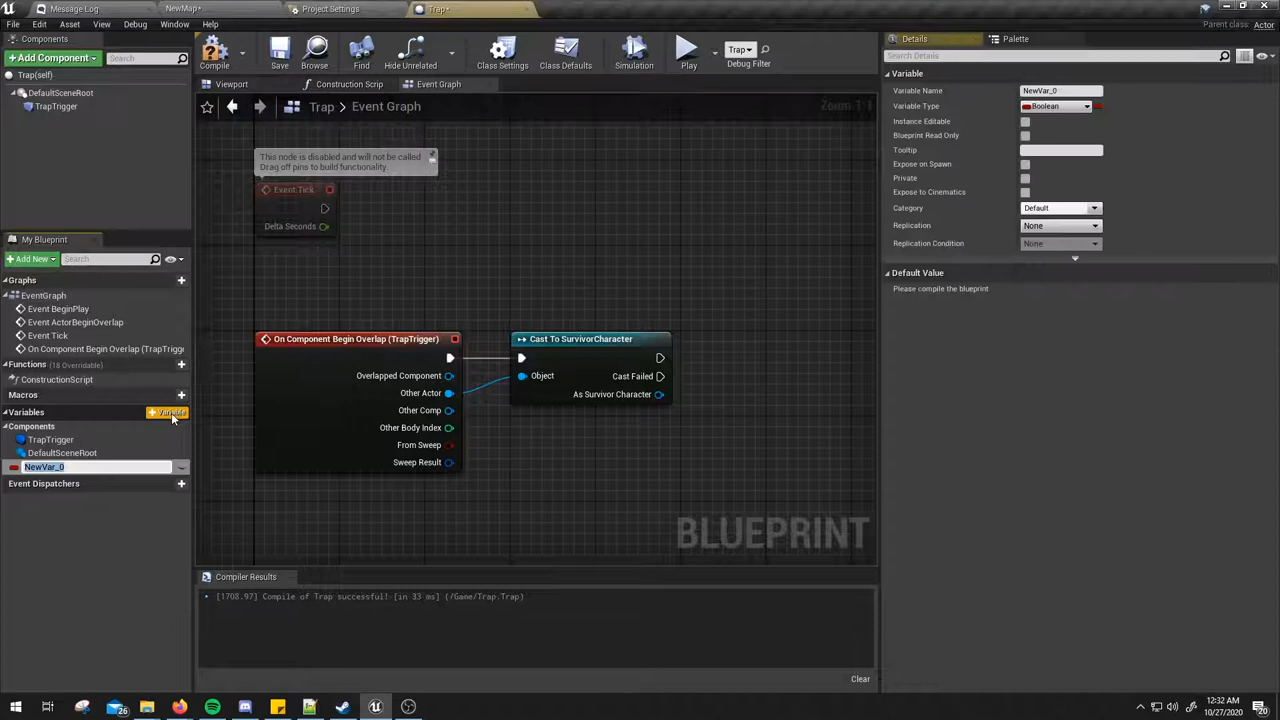 Message Log
NewMap*
Project Settings
Trap*
File Edit Asset View Debug Window Help
Parent class: Actor
Components
+Add Component
Search
Trap(self)
DefaultSceneRoot
TrapTrigger
Compile
Save
Browse
Find
Hide Unrelated
Class Settings
Class Defaults
Simulation
Play
Trap
Debug Filter
Viewport
Construction Scrip
Event Graph
Trap > Event Graph
Zoom 1:1
This node is disabled and will not be called.
Drag off pins to build functionality.
Event Tick
Delta Seconds
On Component Begin Overlap (TrapTrigger)
Overlapped Component
Other Actor
Other Comp
Other Body Index
From Sweep
Sweep Result
Cast To SurvivorCharacter
Object
Cast Failed
As Survivor Character
BLUEPRINT
My Blueprint
+Add New
Search
Graphs
EventGraph
Event BeginPlay
Event ActorBeginOverlap
Event Tick
On Component Begin Overlap (TrapTrigge
Functions (18 Overridable)
ConstructionScript
Macros
Variables
+ Variable
Components
TrapTrigger
DefaultSceneRoot
NewVar_0
Event Dispatchers
Compiler Results
[1708.97] Compile of Trap successful! [in 33 ms] (/Game/Trap.Trap)
Clear
Details
Palette
Search Details
Variable
Variable Name NewVar_0
Variable Type Boolean
Instance Editable
Blueprint Read Only
Tooltip
Expose on Spawn
Private
Expose to Cinematics
Category Default
Replication None
Replication Condition None
Default Value
Please compile the blueprint
26
12:32 AM
10/27/2020
20